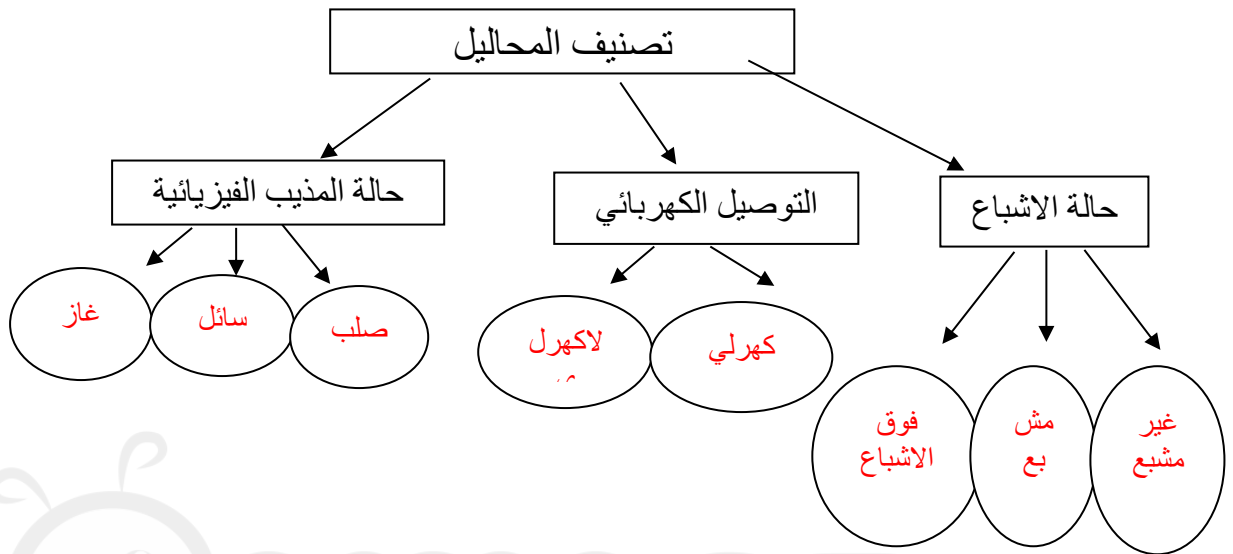 تصنيف المحاليل
حالة الاشباع
التوصيل الكهربائي
حالة المذيب الفيزيائية
غير
مشبع
مش
بع
فوق
الاشباع
كهرلي
لاكهرل
صلب
سائل
غاز